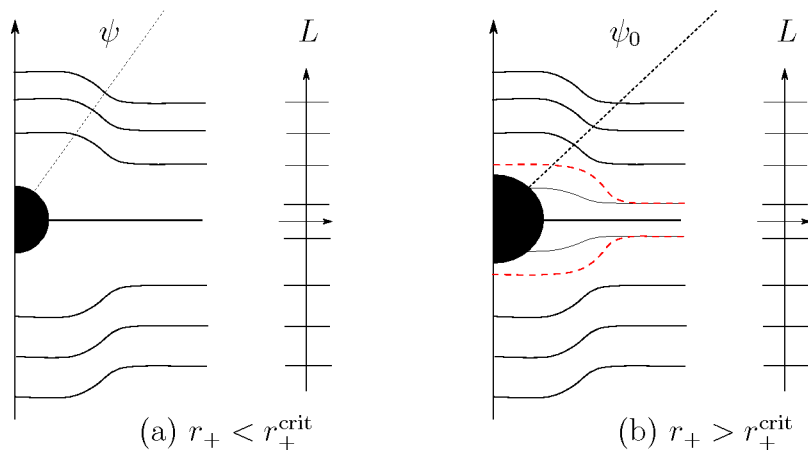 ψ L ψ₀ L
(a) r₊ < r₊^crit (b) r₊ > r₊^crit